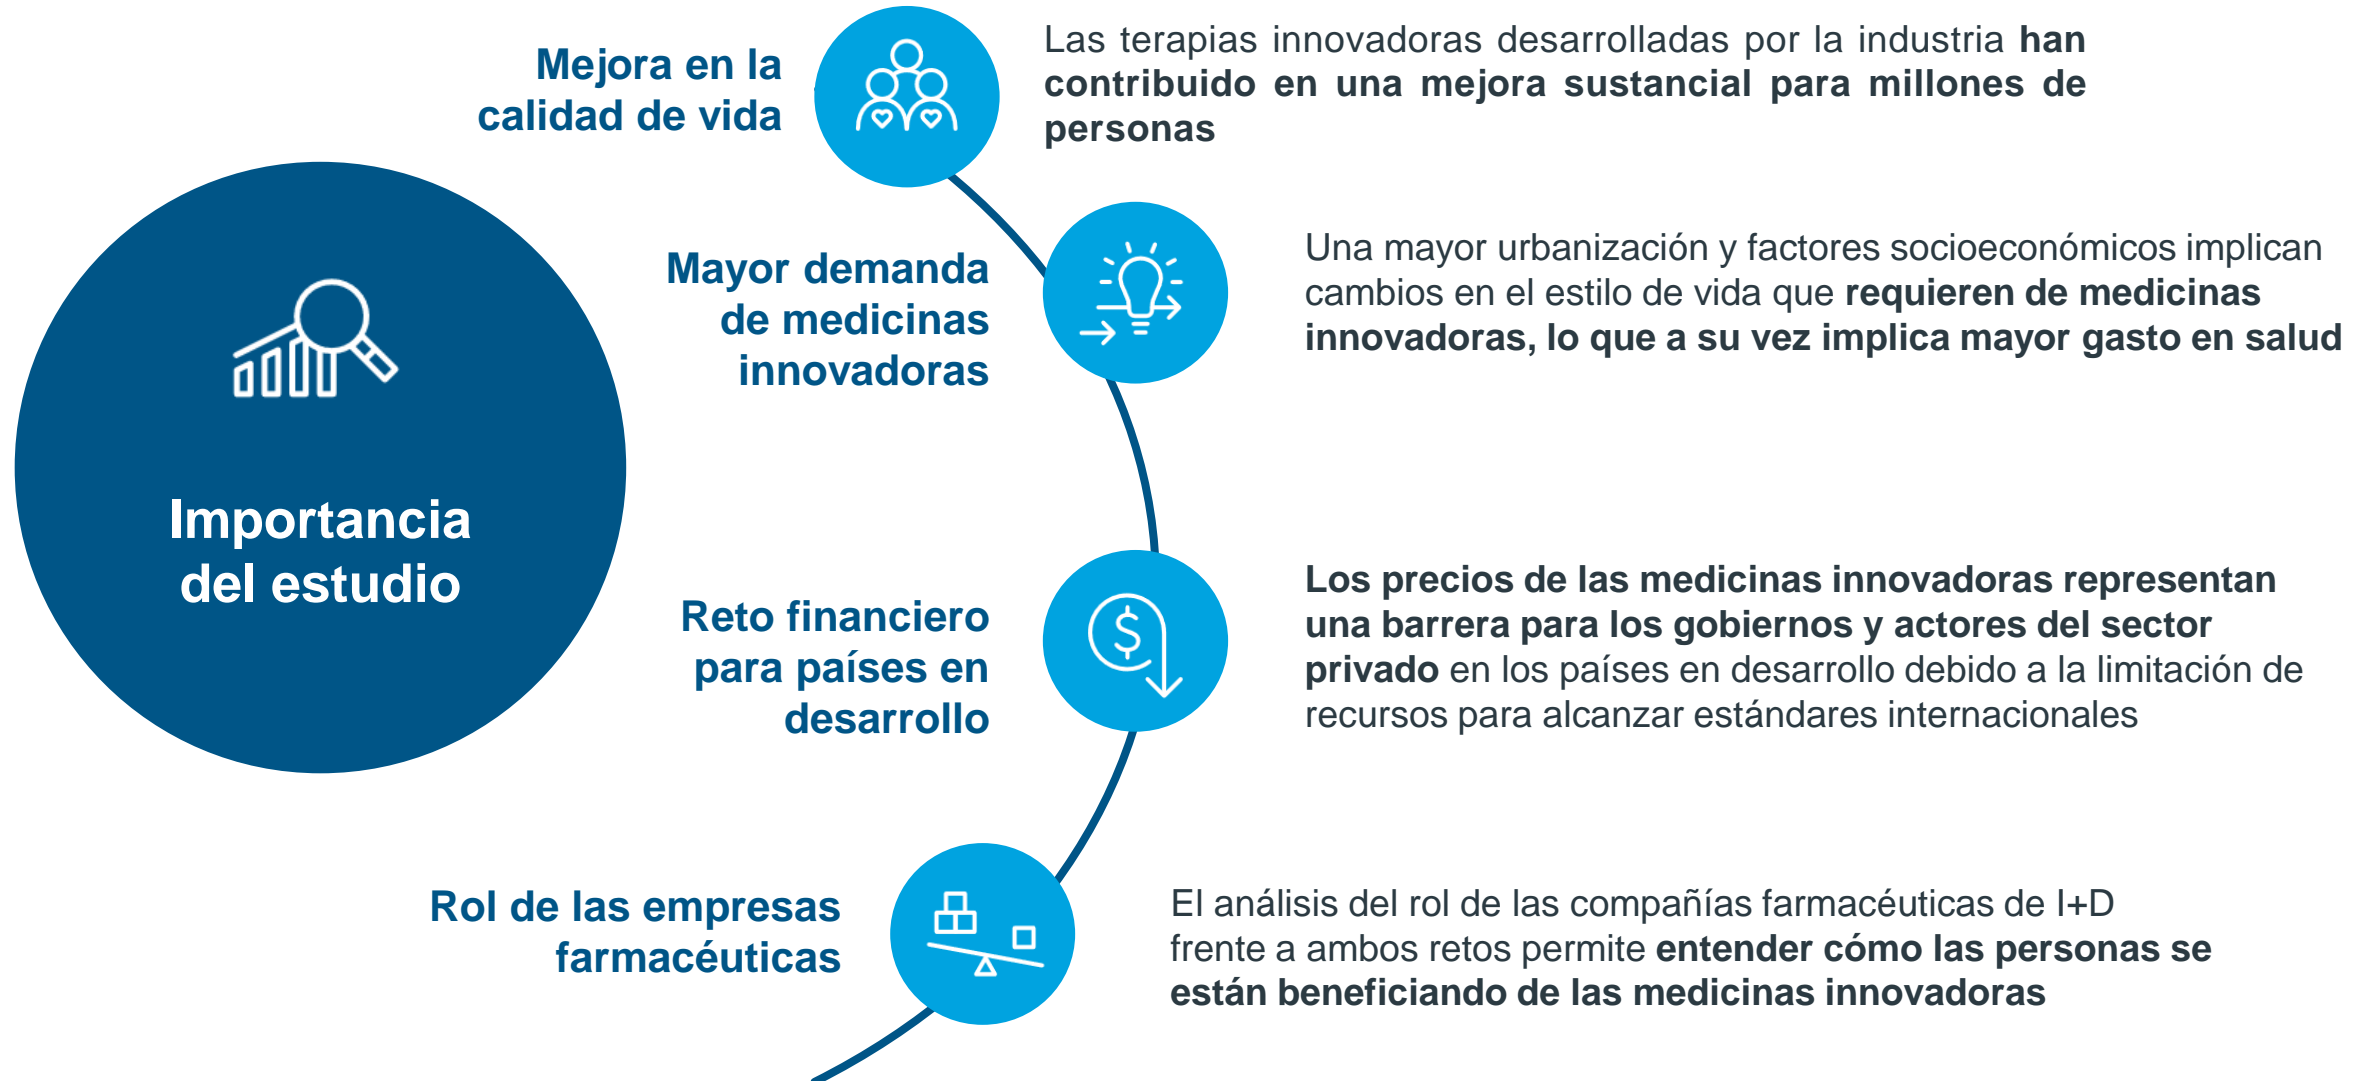 Importancia
del estudio
Mejora en la
calidad de vida
Las terapias innovadoras desarrolladas por la industria han
contribuido en una mejora sustancial para millones de
personas
Mayor demanda
de medicinas
innovadoras
Una mayor urbanización y factores socioeconómicos implican
cambios en el estilo de vida que requieren de medicinas
innovadoras, lo que a su vez implica mayor gasto en salud
Reto financiero
para países en
desarrollo
Los precios de las medicinas innovadoras representan
una barrera para los gobiernos y actores del sector
privado en los países en desarrollo debido a la limitación de
recursos para alcanzar estándares internacionales
Rol de las empresas
farmacéuticas
El análisis del rol de las compañías farmacéuticas de I+D
frente a ambos retos permite entender cómo las personas se
están beneficiando de las medicinas innovadoras